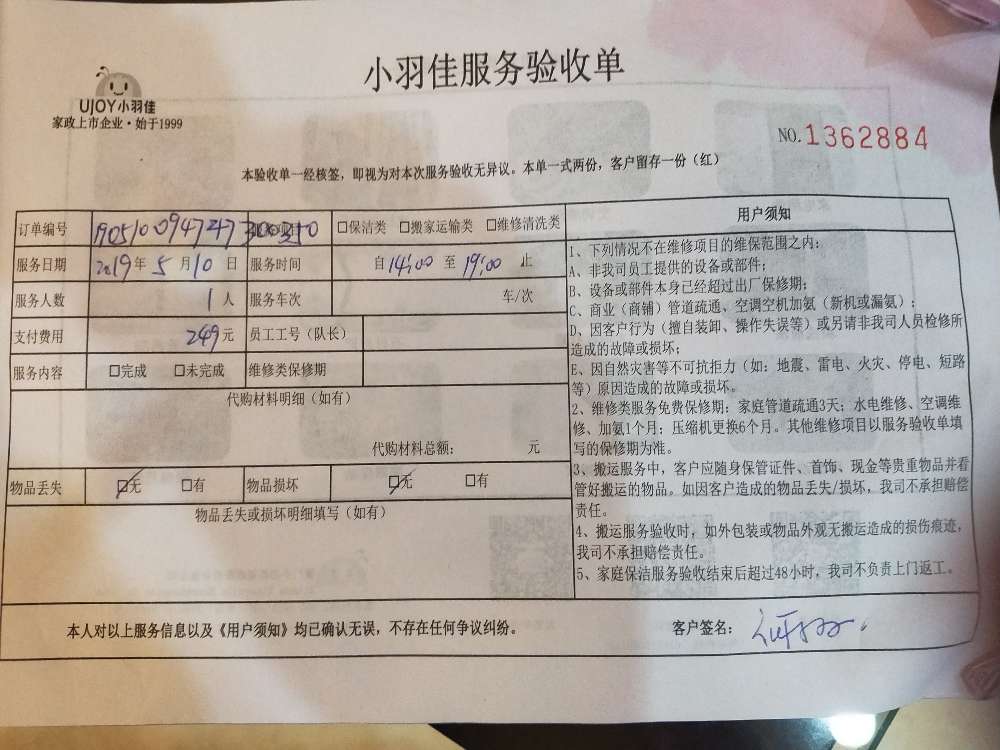 小羽佳服务验收单
UJOY小羽佳
家政上市企业·始于1999
NO.1362884
本验收单一经核签，即视为对本次服务验收无异议。本单一式两份，客户留存一份（红）
订单编号 1905100947247300350 □保洁类 □搬家运输类 □维修清洗类
服务日期 2019年5月10日 服务时间 自14:00至19:00止
服务人数 1人 服务车次 车/次
支付费用 249元 员工工号（队长）
服务内容 □完成 □未完成 维修类保修期
代购材料明细（如有）
代购材料总额： 元
物品丢失 □无 □有 物品损坏 □无 □有
物品丢失或损坏明细填写（如有）
用户须知
1、下列情况不在维修项目的维保范围之内：
A、非我司员工提供的设备或部件；
B、设备或部件本身已经超过出厂保修期；
C、商业（商铺）管道疏通、空调空机加氨（新机或漏氨）；
D、因客户行为（擅自装卸、操作失误等）或另请非我司人员检修所
造成的故障或损坏；
E、因自然灾害等不可抗拒力（如：地震、雷电、火灾、停电、短路
等）原因造成的故障或损坏。
2、维修类服务免费保修期：家庭管道疏通3天；水电维修、空调维
修、加氨1个月；压缩机更换6个月。其他维修项目以服务验收单填
写的保修期为准。
3、搬运服务中，客户应随身保管证件、首饰、现金等贵重物品并看
管好搬运的物品。如因客户造成的物品丢失/损坏，我司不承担赔偿
责任。
4、搬运服务验收时，如外包装或物品外观无搬运造成的损伤痕迹，
我司不承担赔偿责任。
5、家庭保洁服务验收结束后超过48小时，我司不负责上门返工。
本人对以上服务信息以及《用户须知》均已确认无误，不存在任何争议纠纷。
客户签名：